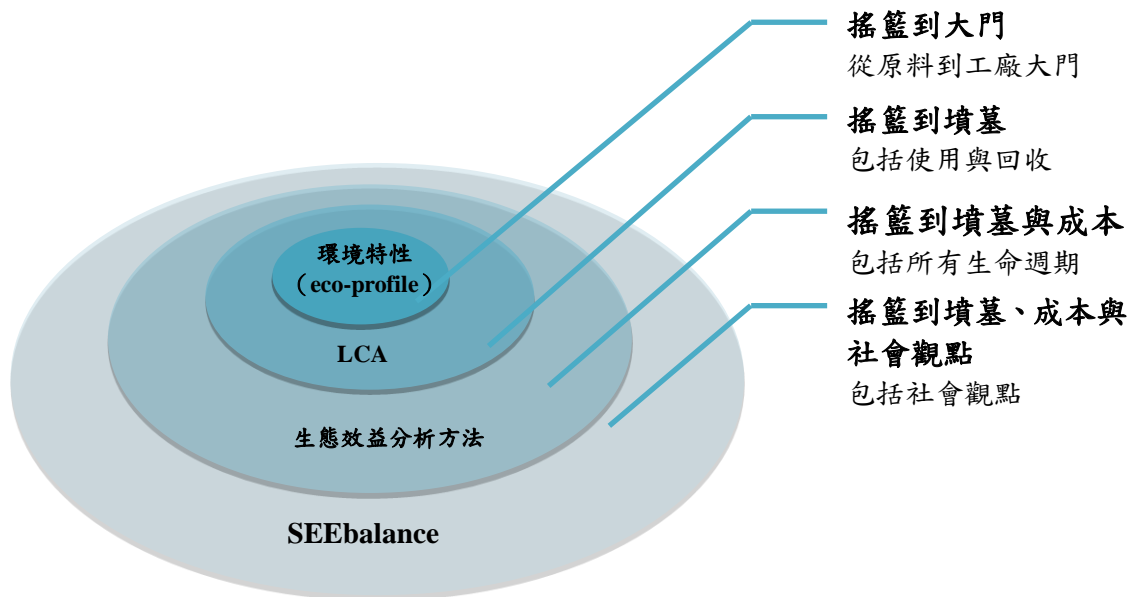 搖籃到大門
從原料到工廠大門
搖籃到墳墓
包括使用與回收
搖籃到墳墓與成本
包括所有生命週期
搖籃到墳墓、成本與
社會觀點
包括社會觀點
環境特性
（eco-profile）
LCA
生態效益分析方法
SEEbalance